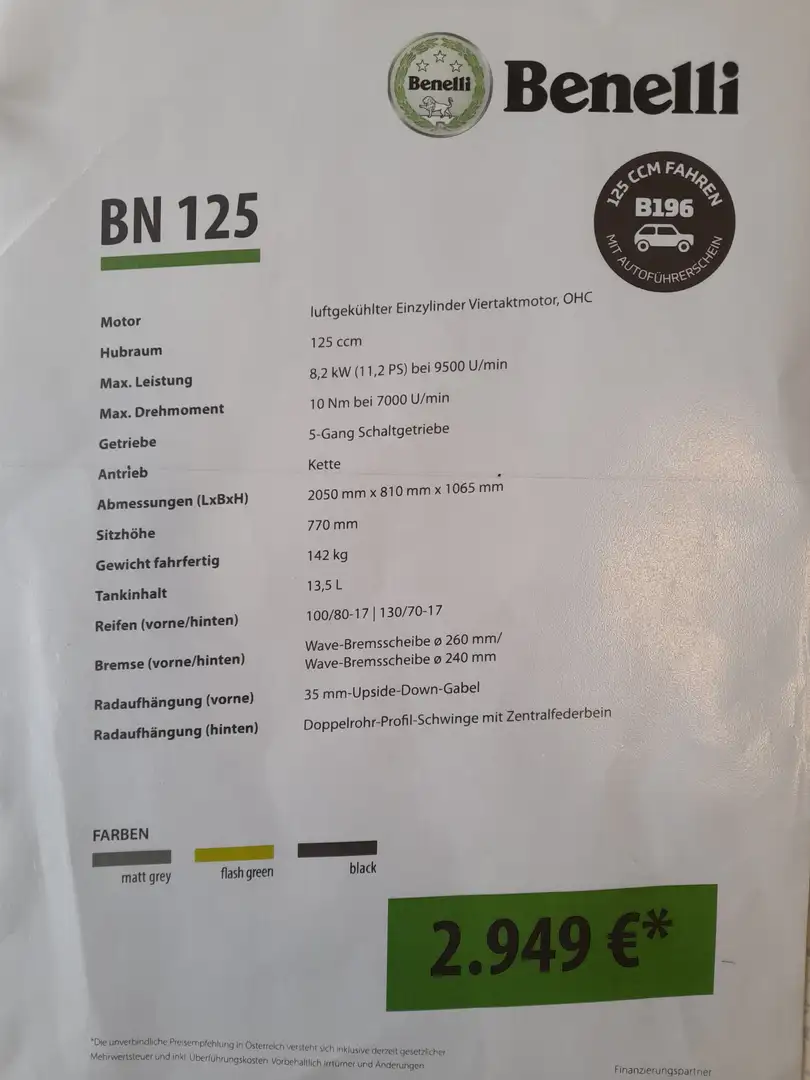 Benelli
Benelli
125 CCM FAHREN
B196
MIT AUTOFÜHRERSCHEIN
BN 125
Motor luftgekühlter Einzylinder Viertaktmotor, OHC
Hubraum 125 ccm
Max. Leistung 8,2 kW (11,2 PS) bei 9500 U/min
Max. Drehmoment 10 Nm bei 7000 U/min
Getriebe 5-Gang Schaltgetriebe
Antrieb Kette
Abmessungen (LxBxH) 2050 mm x 810 mm x 1065 mm
Sitzhöhe 770 mm
Gewicht fahrfertig 142 kg
Tankinhalt 13,5 L
Reifen (vorne/hinten) 100/80-17 | 130/70-17
Bremse (vorne/hinten) Wave-Bremsscheibe ø 260 mm/
Wave-Bremsscheibe ø 240 mm
Radaufhängung (vorne) 35 mm-Upside-Down-Gabel
Radaufhängung (hinten) Doppelrohr-Profil-Schwinge mit Zentralfederbein
FARBEN
matt grey flash green black
2.949 €*
*Die unverbindliche Preisempfehlung in Österreich versteht sich inklusive derzeit gesetzlicher
Mehrwertsteuer und inkl. Überführungskosten. Vorbehaltlich Irrtümer und Änderungen.
Finanzierungspartner